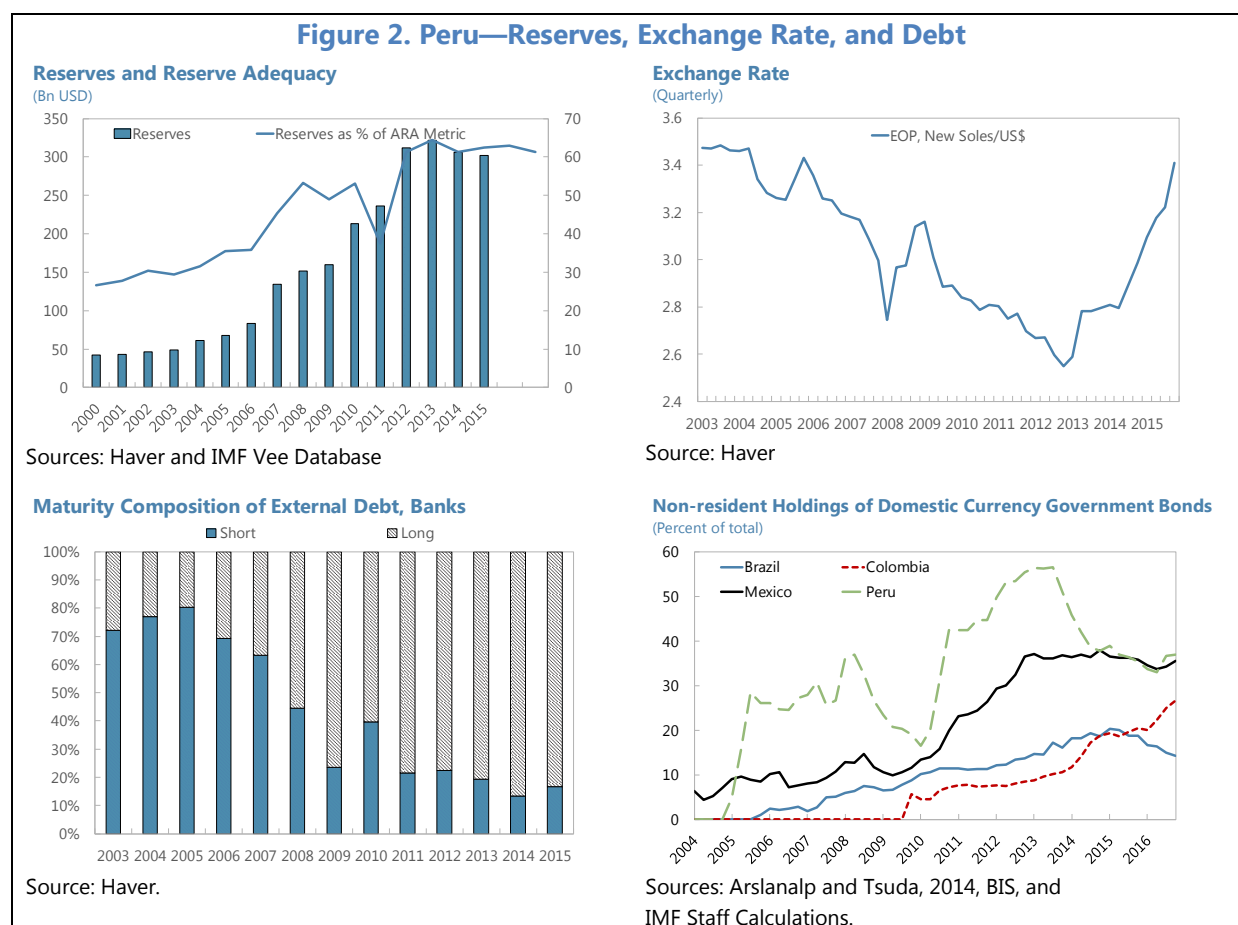 Figure 2. Peru—Reserves, Exchange Rate, and Debt
Reserves and Reserve Adequacy
(Bn USD)
350
300
250
200
150
100
50
0
70
60
50
40
30
20
10
0
Reserves
Reserves as % of ARA Metric
2000
2001
2002
2003
2004
2005
2006
2007
2008
2009
2010
2011
2012
2013
2014
2015
Sources: Haver and IMF Vee Database
Exchange Rate
(Quarterly)
3.6
3.4
3.2
3.0
2.8
2.6
2.4
EOP, New Soles/US$
2003 2004 2005 2006 2007 2008 2009 2010 2011 2012 2013 2014 2015
Source: Haver
Maturity Composition of External Debt, Banks
Short
Long
100%
90%
80%
70%
60%
50%
40%
30%
20%
10%
0%
2003 2004 2005 2006 2007 2008 2009 2010 2011 2012 2013 2014 2015
Source: Haver.
Non-resident Holdings of Domestic Currency Government Bonds
(Percent of total)
60
50
40
30
20
10
0
Brazil
Colombia
Mexico
Peru
2004
2005
2006
2007
2008
2009
2010
2011
2012
2013
2014
2015
2016
Sources: Arslanalp and Tsuda, 2014, BIS, and
IMF Staff Calculations.